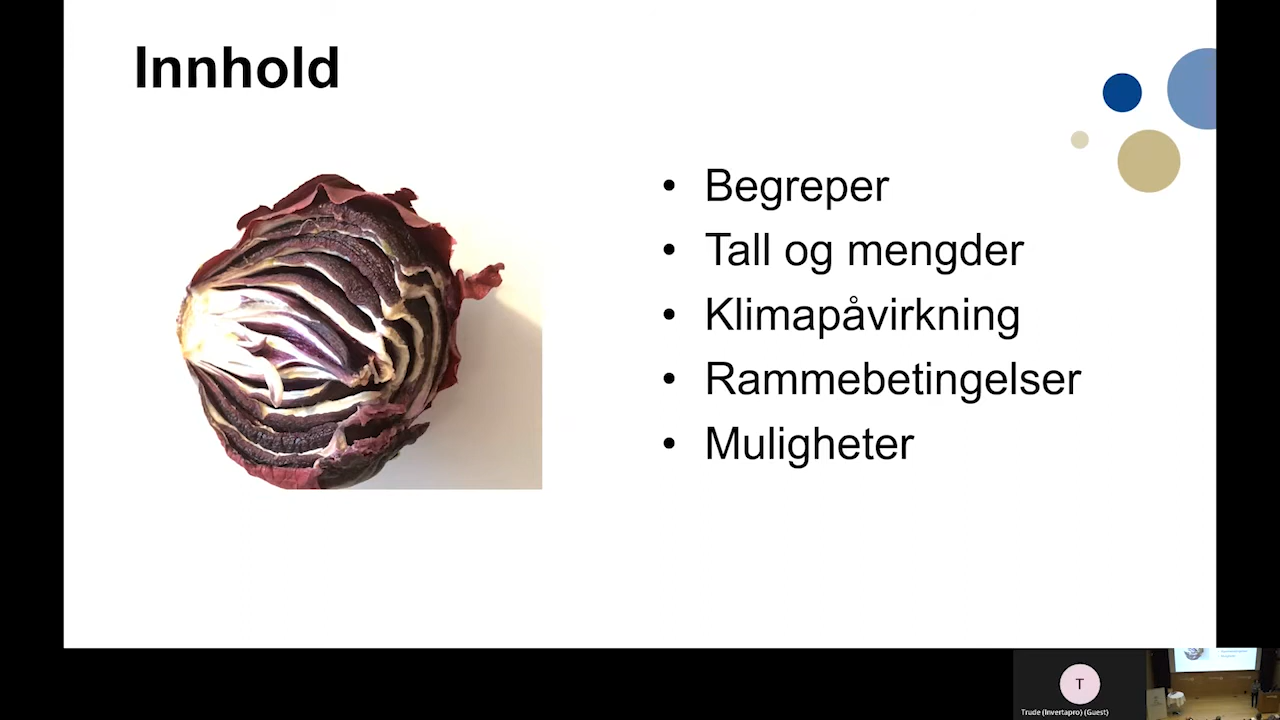 Innhold
• Begreper
• Tall og mengder
• Klimapåvirkning
• Rammebetingelser
• Muligheter
T
Trude (Invertapro) (Guest)